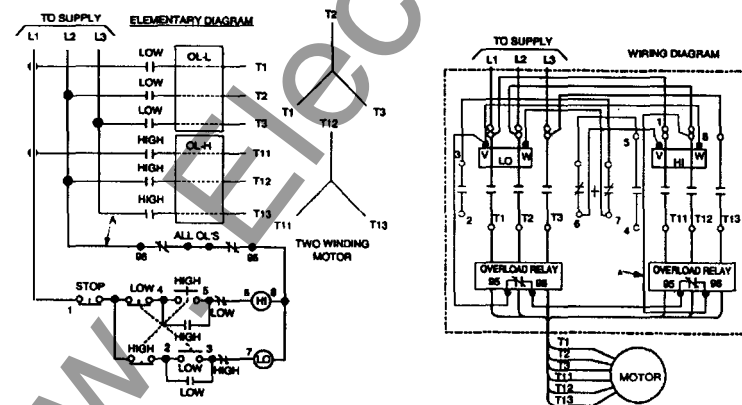 TO SUPPLY
ELEMENTARY DIAGRAM
L1 L2 L3
LOW
OL-L
T1
LOW
T2
LOW
T3
HIGH
OL-H
T11
HIGH
T12
HIGH
T13
A
ALL OL'S
96 95
STOP
1
LOW 4
HIGH
5
LOW
6
HI
8
HIGH
HIGH
2
LOW
3
HIGH
7
LO
LOW
T2
T1
T3
T12
T11
T13
TWO WINDING
MOTOR
TO SUPPLY
WIRING DIAGRAM
L1 L2 L3
V LO W
1
8
V HI W
3
5
2
6
7
4
T1 T2 T3
T11 T12 T13
OVERLOAD RELAY
95 96
A
OVERLOAD RELAY
95 96
T1
T2
T3
T11
T12
T13
MOTOR
www.Elec